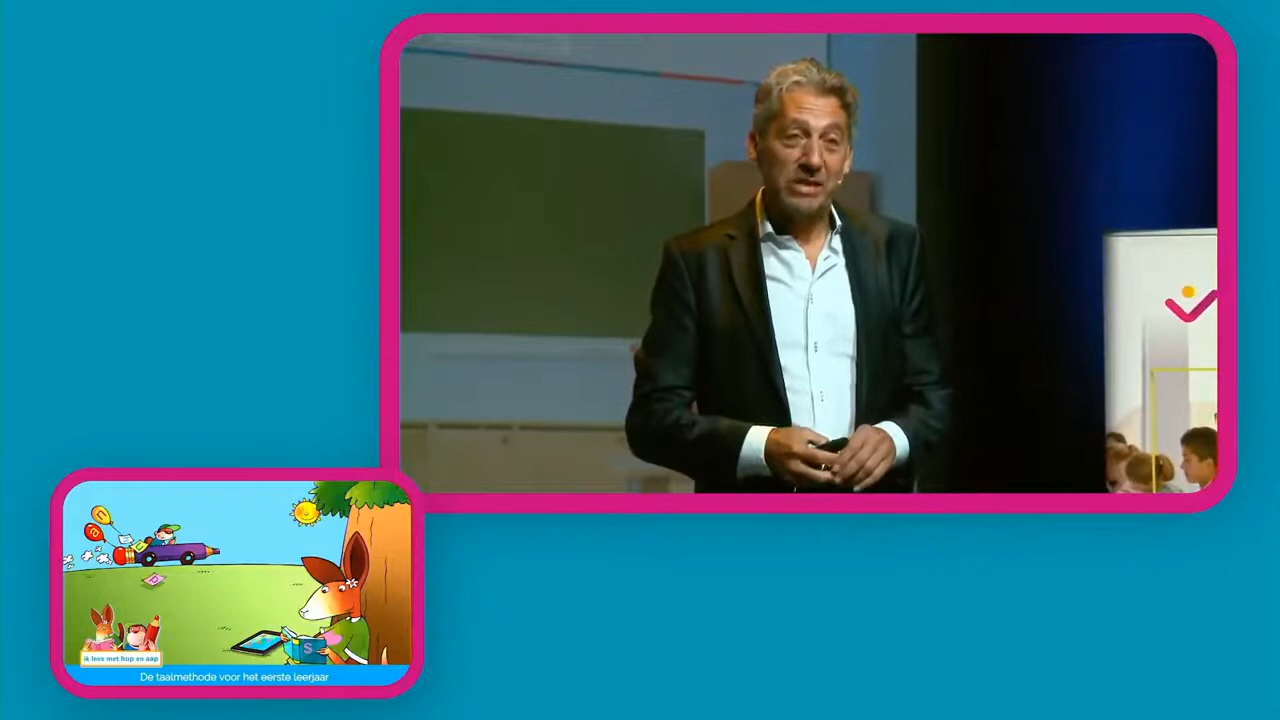 n
a
S
ik lees met hup en aap
De taalmethode voor het eerste leerjaar